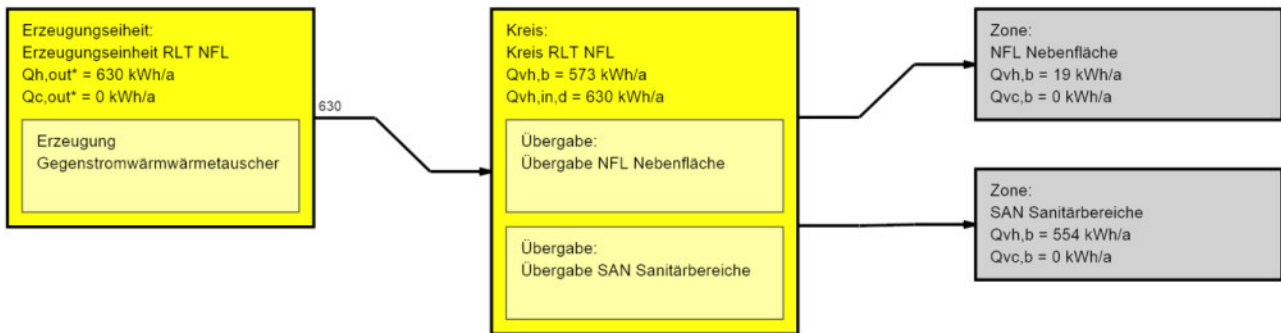 Erzeugungseiheit:
Erzeugungseinheit RLT NFL
Qh,out* = 630 kWh/a
Qc,out* = 0 kWh/a
Erzeugung
Gegenstromwärmwärmetauscher
630
Kreis:
Kreis RLT NFL
Qvh,b = 573 kWh/a
Qvh,in,d = 630 kWh/a
Übergabe:
Übergabe NFL Nebenfläche
Übergabe:
Übergabe SAN Sanitärbereiche
Zone:
NFL Nebenfläche
Qvh,b = 19 kWh/a
Qvc,b = 0 kWh/a
Zone:
SAN Sanitärbereiche
Qvh,b = 554 kWh/a
Qvc,b = 0 kWh/a